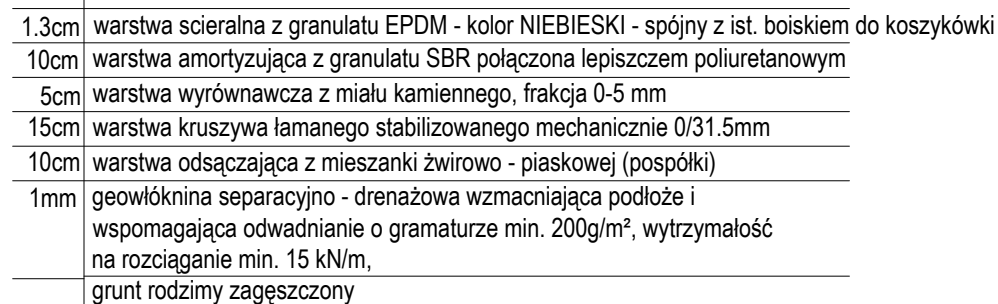 1.3cm warstwa scieralna z granulatu EPDM - kolor NIEBIESKI - spójny z ist. boiskiem do koszykówki
10cm warstwa amortyzująca z granulatu SBR połączona lepiszczem poliuretanowym
5cm warstwa wyrównawcza z miału kamiennego, frakcja 0-5 mm
15cm warstwa kruszywa łamanego stabilizowanego mechanicznie 0/31.5mm
10cm warstwa odsączająca z mieszanki żwirowo - piaskowej (pospółki)
1mm geowłóknina separacyjno - drenażowa wzmacniająca podłoże i
wspomagająca odwadnianie o gramaturze min. 200g/m², wytrzymałość
na rozciąganie min. 15 kN/m,
grunt rodzimy zagęszczony